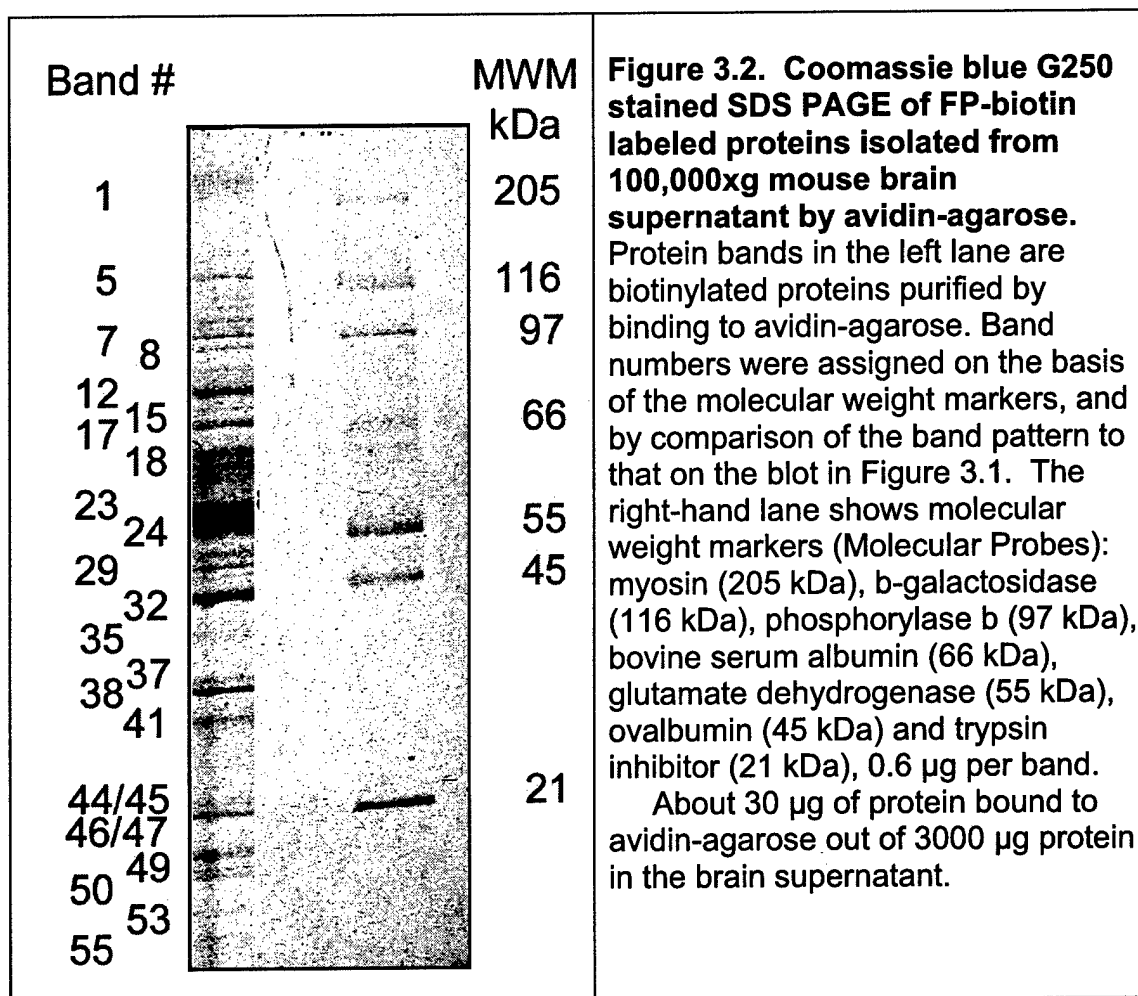 Band #
MWM
kDa
1
5
7
8
12
15
17
18
23
24
29
32
35
37
38
41
44/45
46/47
49
50
53
55
205
116
97
66
55
45
21
Figure 3.2. Coomassie blue G250
stained SDS PAGE of FP-biotin
labeled proteins isolated from
100,000xg mouse brain
supernatant by avidin-agarose.
Protein bands in the left lane are
biotinylated proteins purified by
binding to avidin-agarose. Band
numbers were assigned on the basis
of the molecular weight markers, and
by comparison of the band pattern to
that on the blot in Figure 3.1. The
right-hand lane shows molecular
weight markers (Molecular Probes):
myosin (205 kDa), b-galactosidase
(116 kDa), phosphorylase b (97 kDa),
bovine serum albumin (66 kDa),
glutamate dehydrogenase (55 kDa),
ovalbumin (45 kDa) and trypsin
inhibitor (21 kDa), 0.6 µg per band.
About 30 µg of protein bound to
avidin-agarose out of 3000 µg protein
in the brain supernatant.